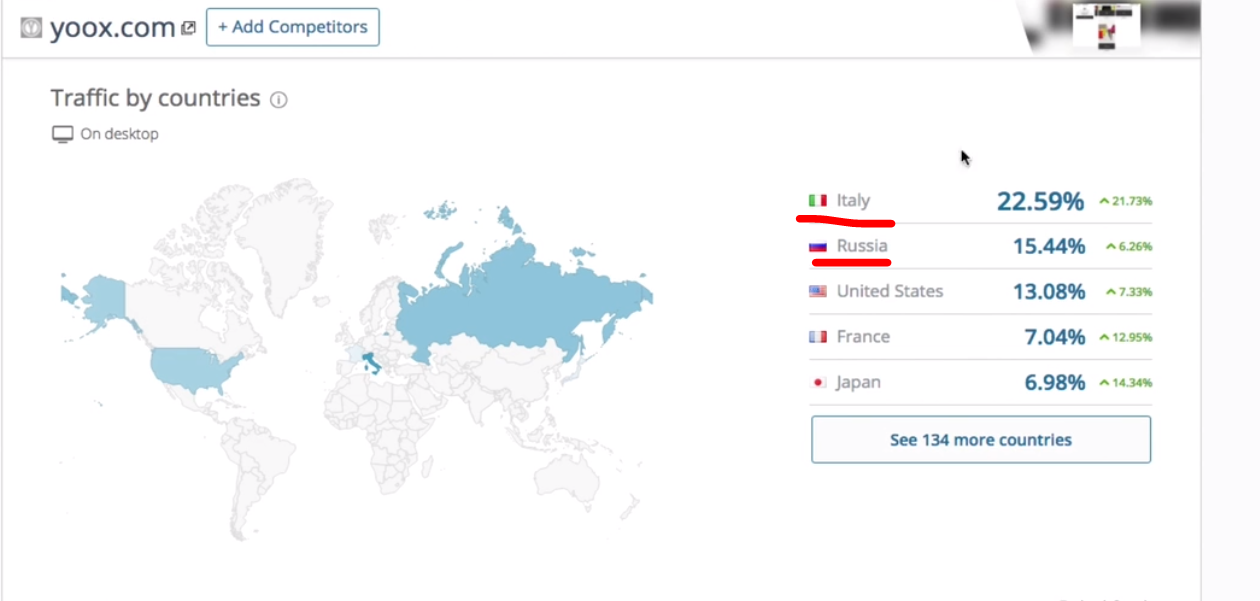 yoox.com + Add Competitors
Traffic by countries
On desktop
Italy 22.59% 21.73%
Russia 15.44% 6.26%
United States 13.08% 7.33%
France 7.04% 12.95%
Japan 6.98% 14.34%
See 134 more countries